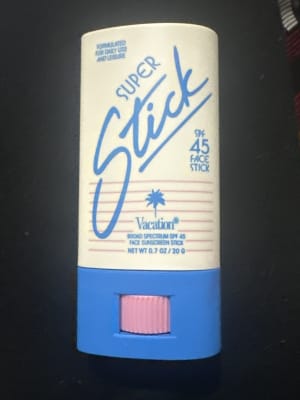 FORMULATED
FOR DAILY USE
AND LEISURE
SUPER
Stick
SPF
45
FACE
STICK
Vacation®
BROAD SPECTRUM SPF 45
FACE SUNSCREEN STICK
NET WT 0.7 OZ / 20 G